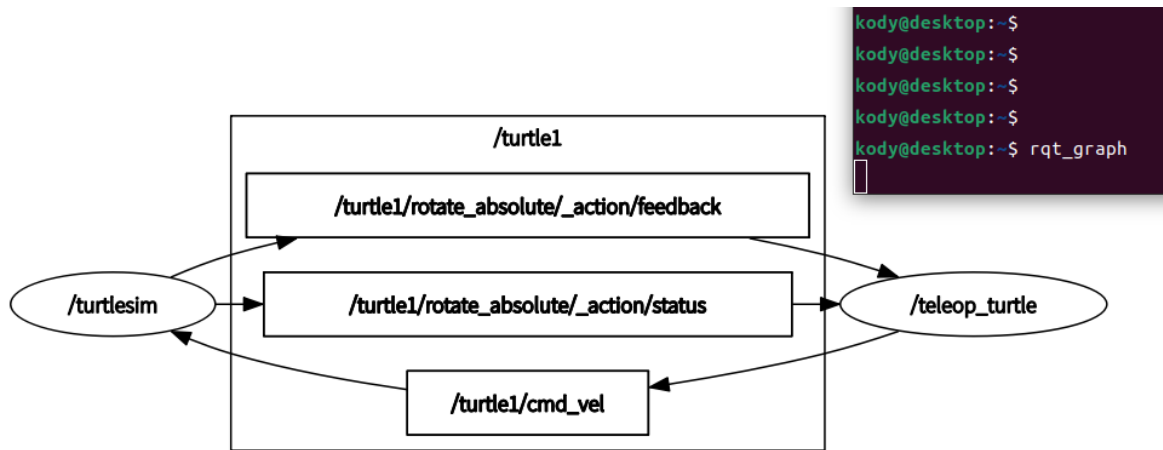 kody@desktop:~$
kody@desktop:~$
kody@desktop:~$
kody@desktop:~$
kody@desktop:~$ rqt_graph
/turtle1
/turtle1/rotate_absolute/_action/feedback
/turtlesim
/turtle1/rotate_absolute/_action/status
/teleop_turtle
/turtle1/cmd_vel